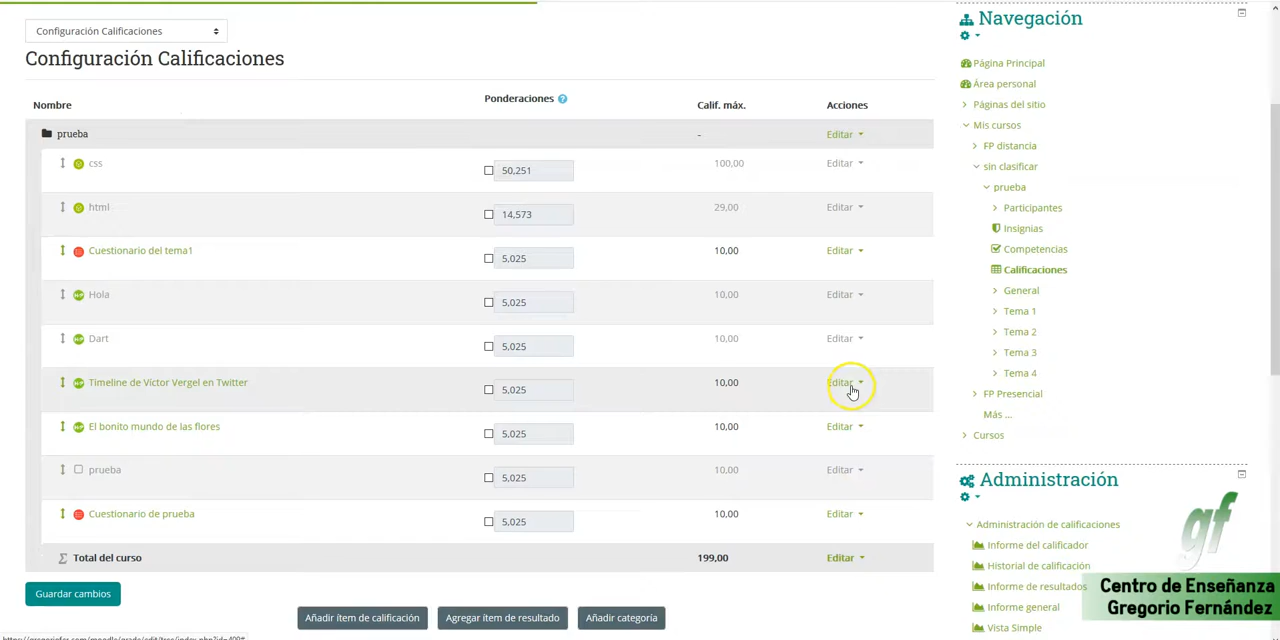 Configuración Calificaciones
Configuración Calificaciones
Nombre
Ponderaciones
Calif. máx.
Acciones
prueba
-
Editar
css
50,251
100,00
Editar
html
14,573
29,00
Editar
Cuestionario del tema1
5,025
10,00
Editar
Hola
5,025
10,00
Editar
Dart
5,025
10,00
Editar
Timeline de Víctor Vergel en Twitter
5,025
10,00
Editar
El bonito mundo de las flores
5,025
10,00
Editar
prueba
5,025
10,00
Editar
Cuestionario de prueba
5,025
10,00
Editar
Total del curso
199,00
Editar
Guardar cambios
Añadir ítem de calificación
Agregar ítem de resultado
Añadir categoría
Navegación
Página Principal
Área personal
Páginas del sitio
Mis cursos
FP distancia
sin clasificar
prueba
Participantes
Insignias
Competencias
Calificaciones
General
Tema 1
Tema 2
Tema 3
Tema 4
FP Presencial
Más ...
Cursos
Administración
Administración de calificaciones
Informe del calificador
Historial de calificación
Informe de resultados
Informe general
Vista Simple
gf
Centro de Enseñanza
Gregorio Fernández